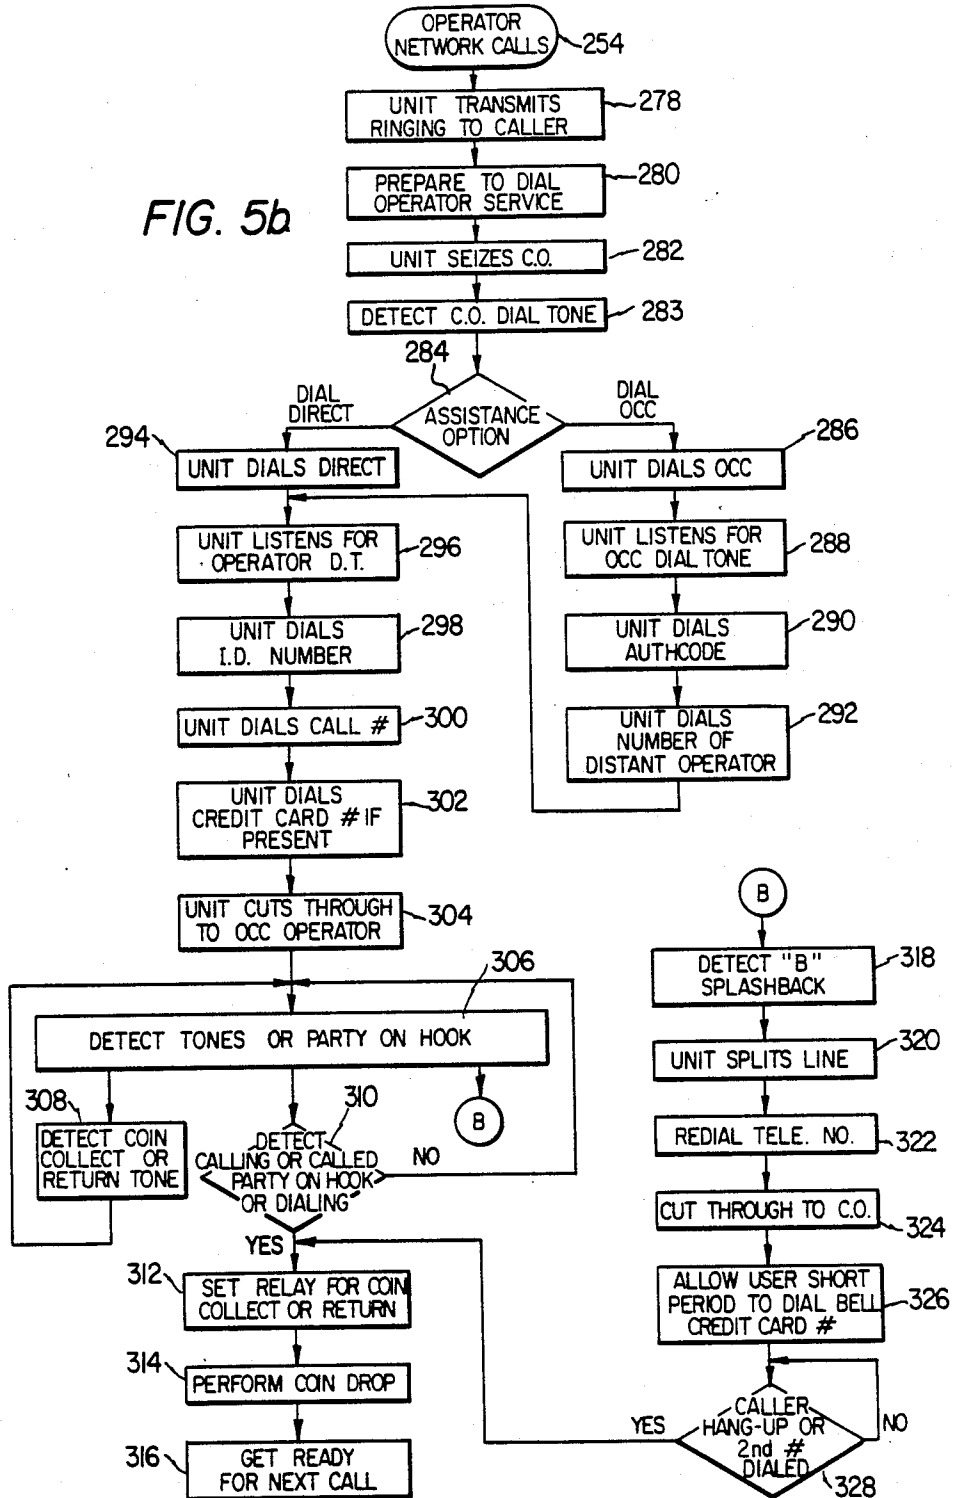 OPERATOR
NETWORK CALLS
254
UNIT TRANSMITS
RINGING TO CALLER
278
PREPARE TO DIAL
OPERATOR SERVICE
280
FIG. 5b
UNIT SEIZES C.O.
282
DETECT C.O. DIAL TONE
283
284
ASSISTANCE
OPTION
DIAL
DIRECT
DIAL
OCC
294
UNIT DIALS DIRECT
286
UNIT DIALS OCC
UNIT LISTENS FOR
OPERATOR D.T.
296
UNIT LISTENS FOR
OCC DIAL TONE
288
UNIT DIALS
I.D. NUMBER
298
UNIT DIALS
AUTHCODE
290
UNIT DIALS CALL #
300
UNIT DIALS
NUMBER OF
DISTANT OPERATOR
292
UNIT DIALS
CREDIT CARD # IF
PRESENT
302
UNIT CUTS THROUGH
TO OCC OPERATOR
304
306
DETECT TONES OR PARTY ON HOOK
308
DETECT COIN
COLLECT OR
RETURN TONE
310
DETECT
CALLING OR CALLED
PARTY ON HOOK
OR DIALING
NO
B
YES
312
SET RELAY FOR COIN
COLLECT OR RETURN
314
PERFORM COIN DROP
316
GET READY
FOR NEXT CALL
B
DETECT "B"
SPLASHBACK
318
UNIT SPLITS LINE
320
REDIAL TELE. NO.
322
CUT THROUGH TO C.O.
324
ALLOW USER SHORT
PERIOD TO DIAL BELL
CREDIT CARD #
326
CALLER
HANG-UP OR
2nd #
DIALED
YES
NO
328